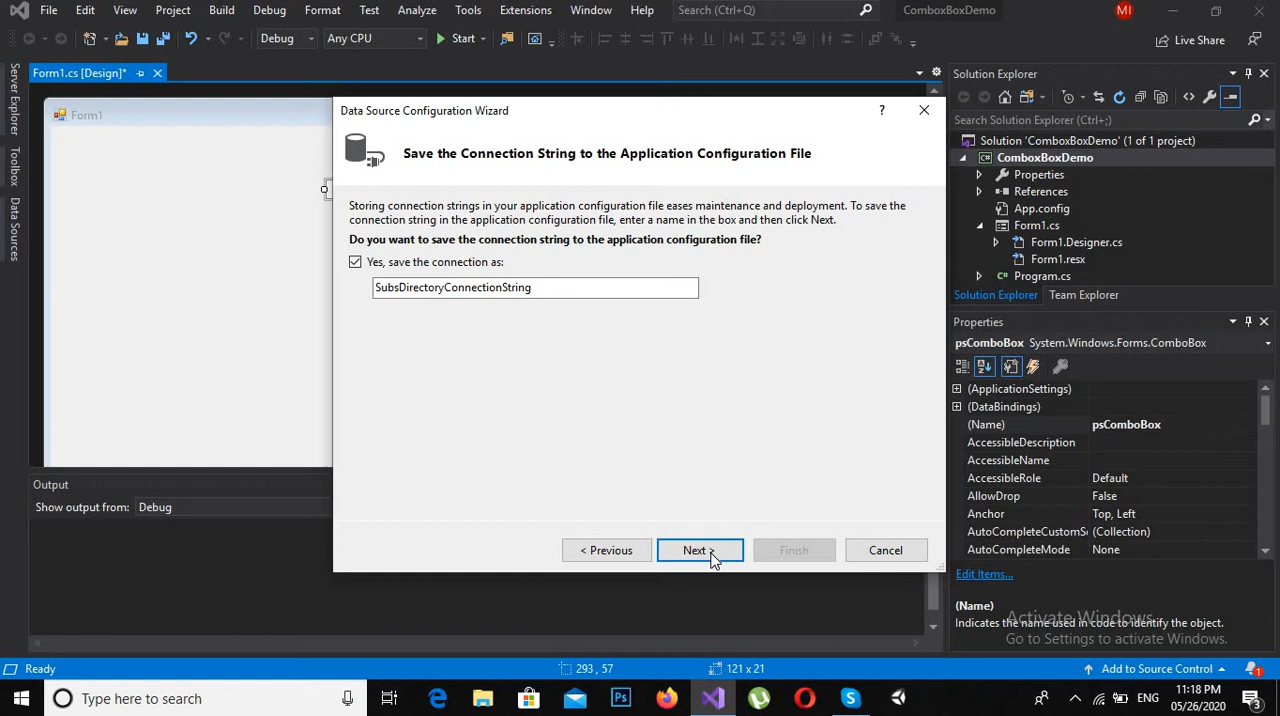 File Edit View Project Build Debug Format Test Analyze Tools Extensions Window Help Search (Ctrl+Q) ComboxBoxDemo MI
Debug Any CPU Start Live Share
Server Explorer
Toolbox
Data Sources
Form1.cs [Design]*
Form1
Data Source Configuration Wizard ?
Save the Connection String to the Application Configuration File
Storing connection strings in your application configuration file eases maintenance and deployment. To save the
connection string in the application configuration file, enter a name in the box and then click Next.
Do you want to save the connection string to the application configuration file?
Yes, save the connection as:
SubsDirectoryConnectionString
< Previous Next > Finish Cancel
Output
Show output from: Debug
Solution Explorer
Search Solution Explorer (Ctrl+;)
Solution 'ComboxBoxDemo' (1 of 1 project)
ComboxBoxDemo
Properties
References
App.config
Form1.cs
Form1.Designer.cs
Form1.resx
Program.cs
Solution Explorer Team Explorer
Properties
psComboBox System.Windows.Forms.ComboBox
(ApplicationSettings)
(DataBindings)
(Name) psComboBox
AccessibleDescription
AccessibleName
AccessibleRole Default
AllowDrop False
Anchor Top, Left
AutoCompleteCustomS (Collection)
AutoCompleteMode None
Edit Items...
(Name)
Indicates the name used in code to identify the object.
Activate Windows
Go to Settings to activate Windows.
Ready 293 , 57 121 x 21 Add to Source Control 1
Type here to search ENG 11:18 PM
05/26/2020 3